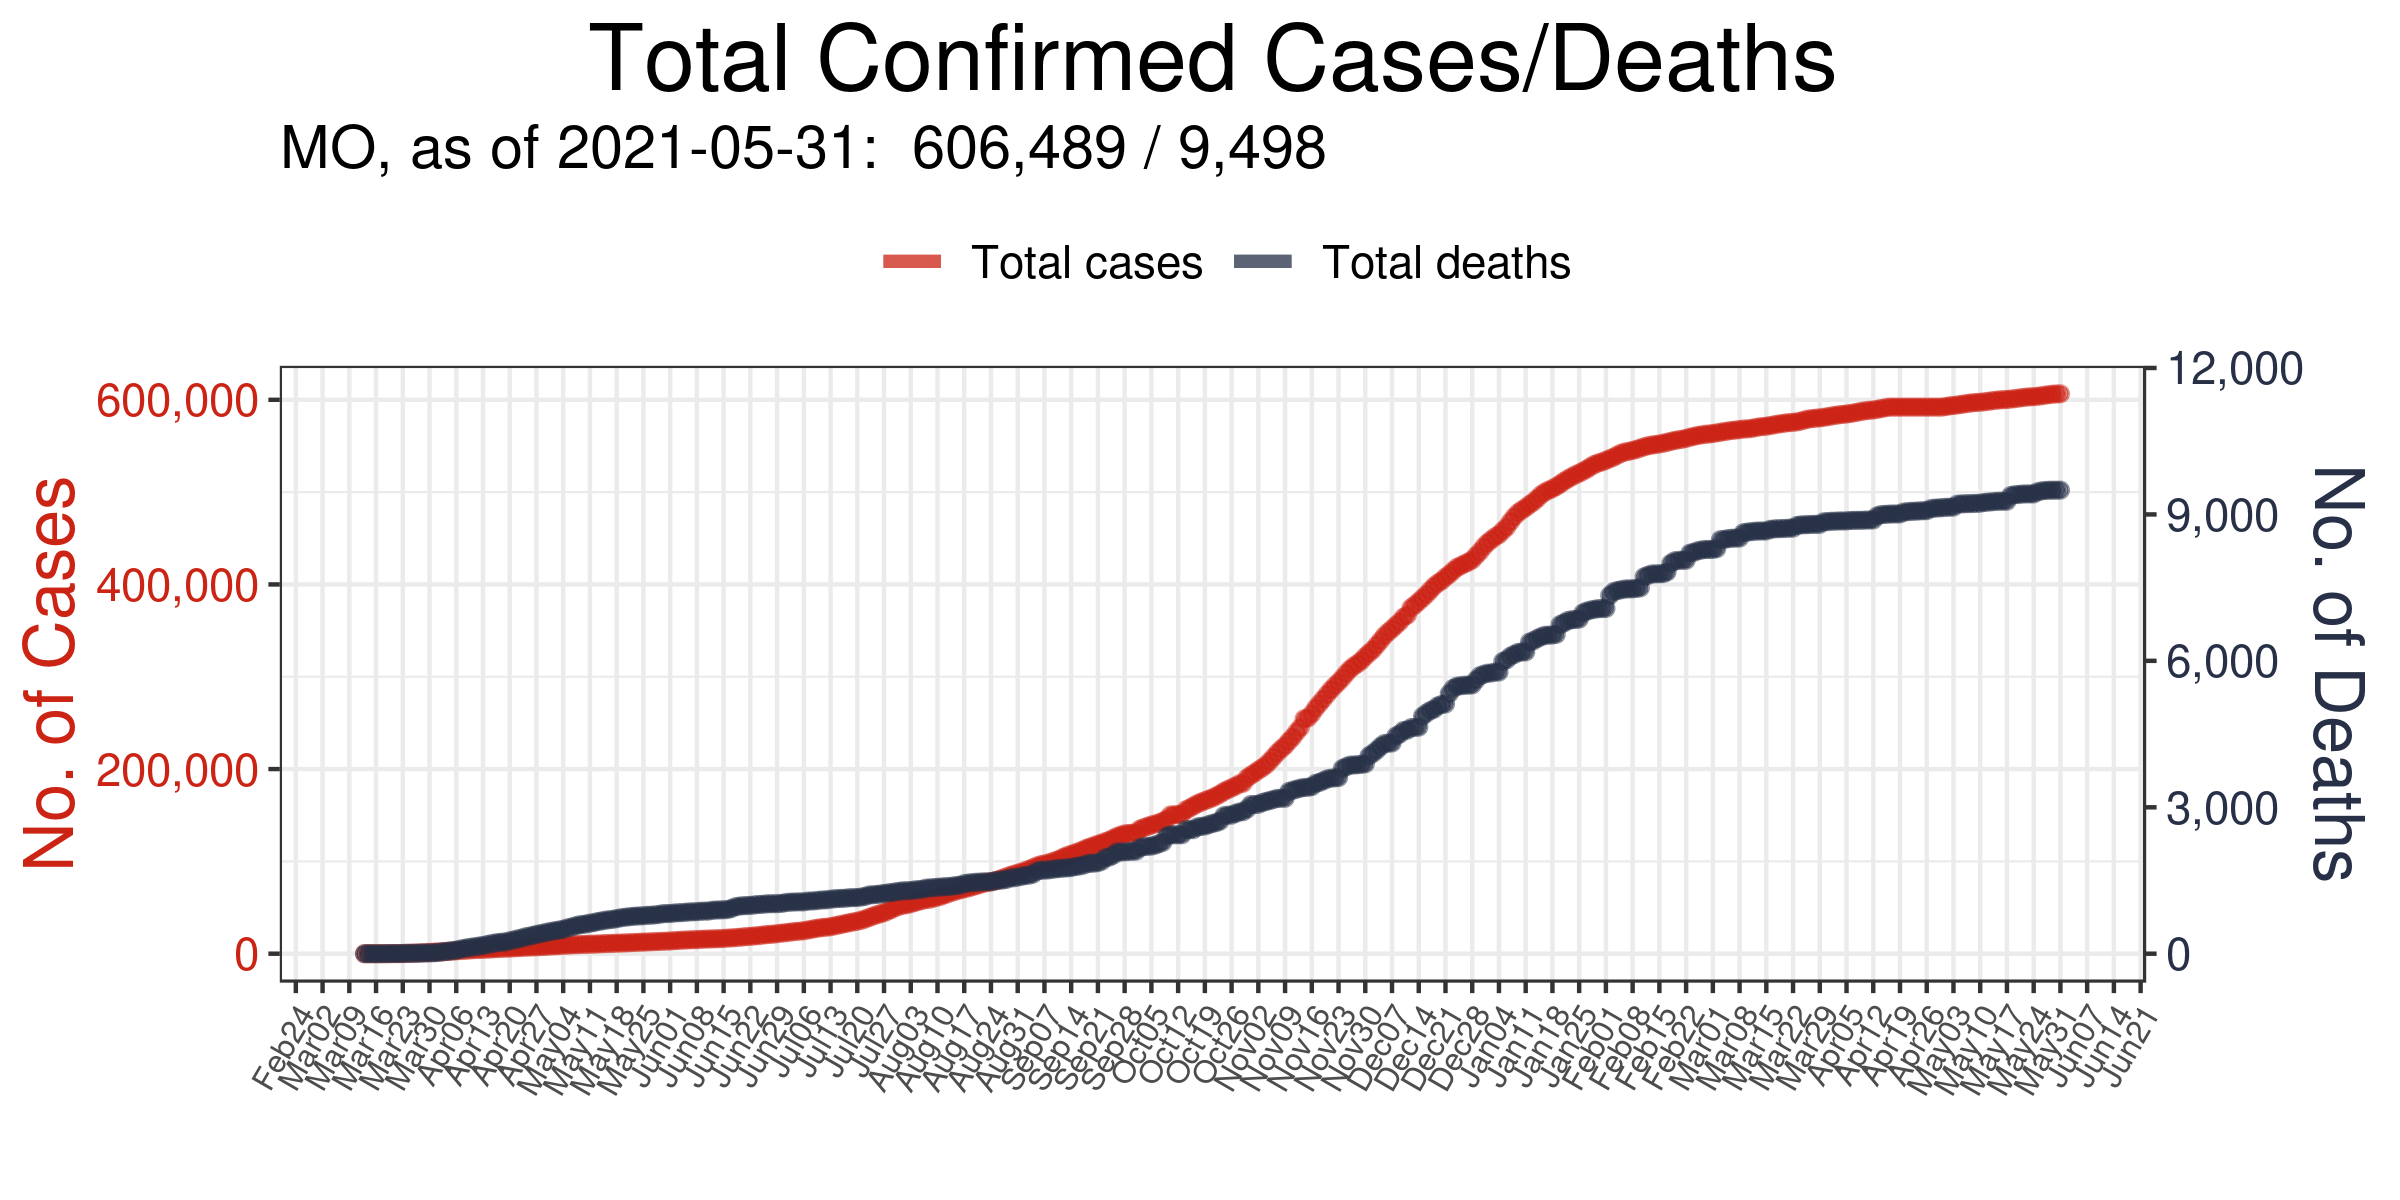 Total Confirmed Cases/Deaths
MO, as of 2021-05-31:  606,489 / 9,498
Total cases
Total deaths
No. of Cases
600,000
400,000
200,000
0
12,000
9,000
6,000
3,000
0
No. of Deaths
Feb24
Mar02
Mar09
Mar16
Mar23
Mar30
Apr06
Apr13
Apr20
Apr27
May04
May11
May18
May25
Jun01
Jun08
Jun15
Jun22
Jun29
Jul06
Jul13
Jul20
Jul27
Aug03
Aug10
Aug17
Aug24
Aug31
Sep07
Sep14
Sep21
Sep28
Oct05
Oct12
Oct19
Oct26
Nov02
Nov09
Nov16
Nov23
Nov30
Dec07
Dec14
Dec21
Dec28
Jan04
Jan11
Jan18
Jan25
Feb01
Feb08
Feb15
Feb22
Mar01
Mar08
Mar15
Mar22
Mar29
Apr05
Apr12
Apr19
Apr26
May03
May10
May17
May24
May31
Jun07
Jun14
Jun21